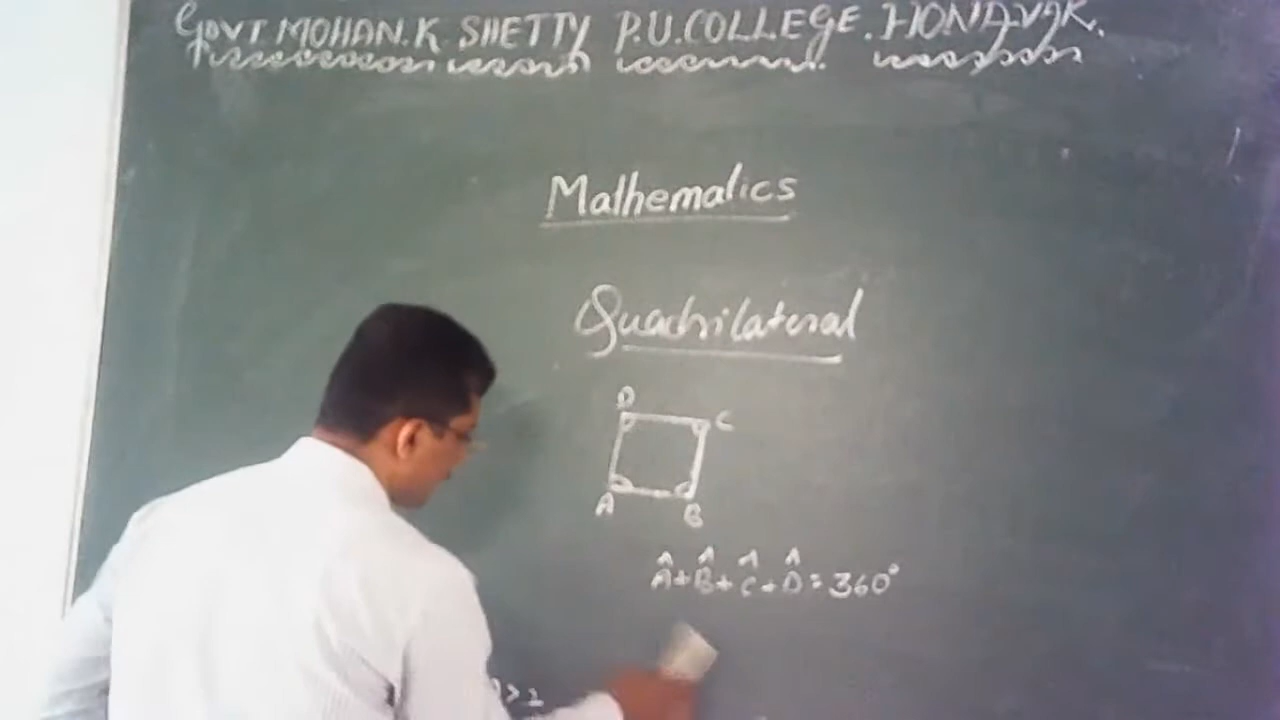 GOVT MOHAN.K. SHETTY P.U.COLLEGE. HONAVAR.
Mathematics
Quadrilateral
D
C
A
B
Â+B̂+Ĉ+D̂=360°